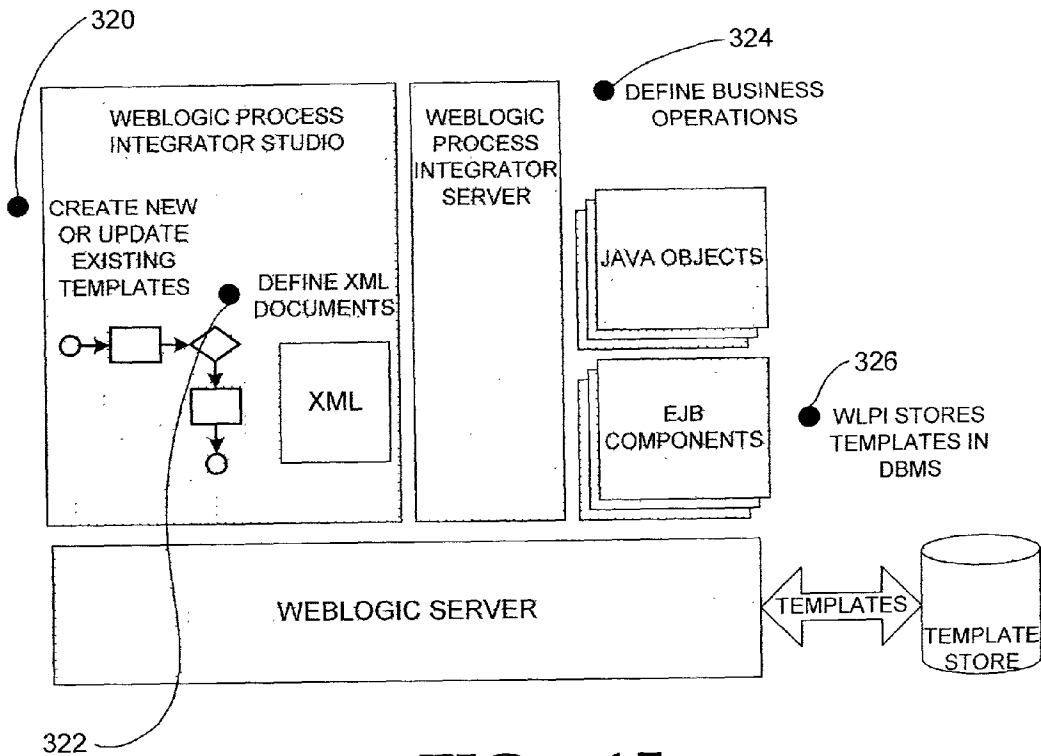 320
324
WEBLOGIC PROCESS
INTEGRATOR STUDIO
WEBLOGIC
PROCESS
INTEGRATOR
SERVER
DEFINE BUSINESS
OPERATIONS
CREATE NEW
OR UPDATE
EXISTING
TEMPLATES
DEFINE XML
DOCUMENTS
XML
JAVA OBJECTS
EJB
COMPONENTS
326
WLPI STORES
TEMPLATES IN
DBMS
WEBLOGIC SERVER
TEMPLATES
TEMPLATE
STORE
322